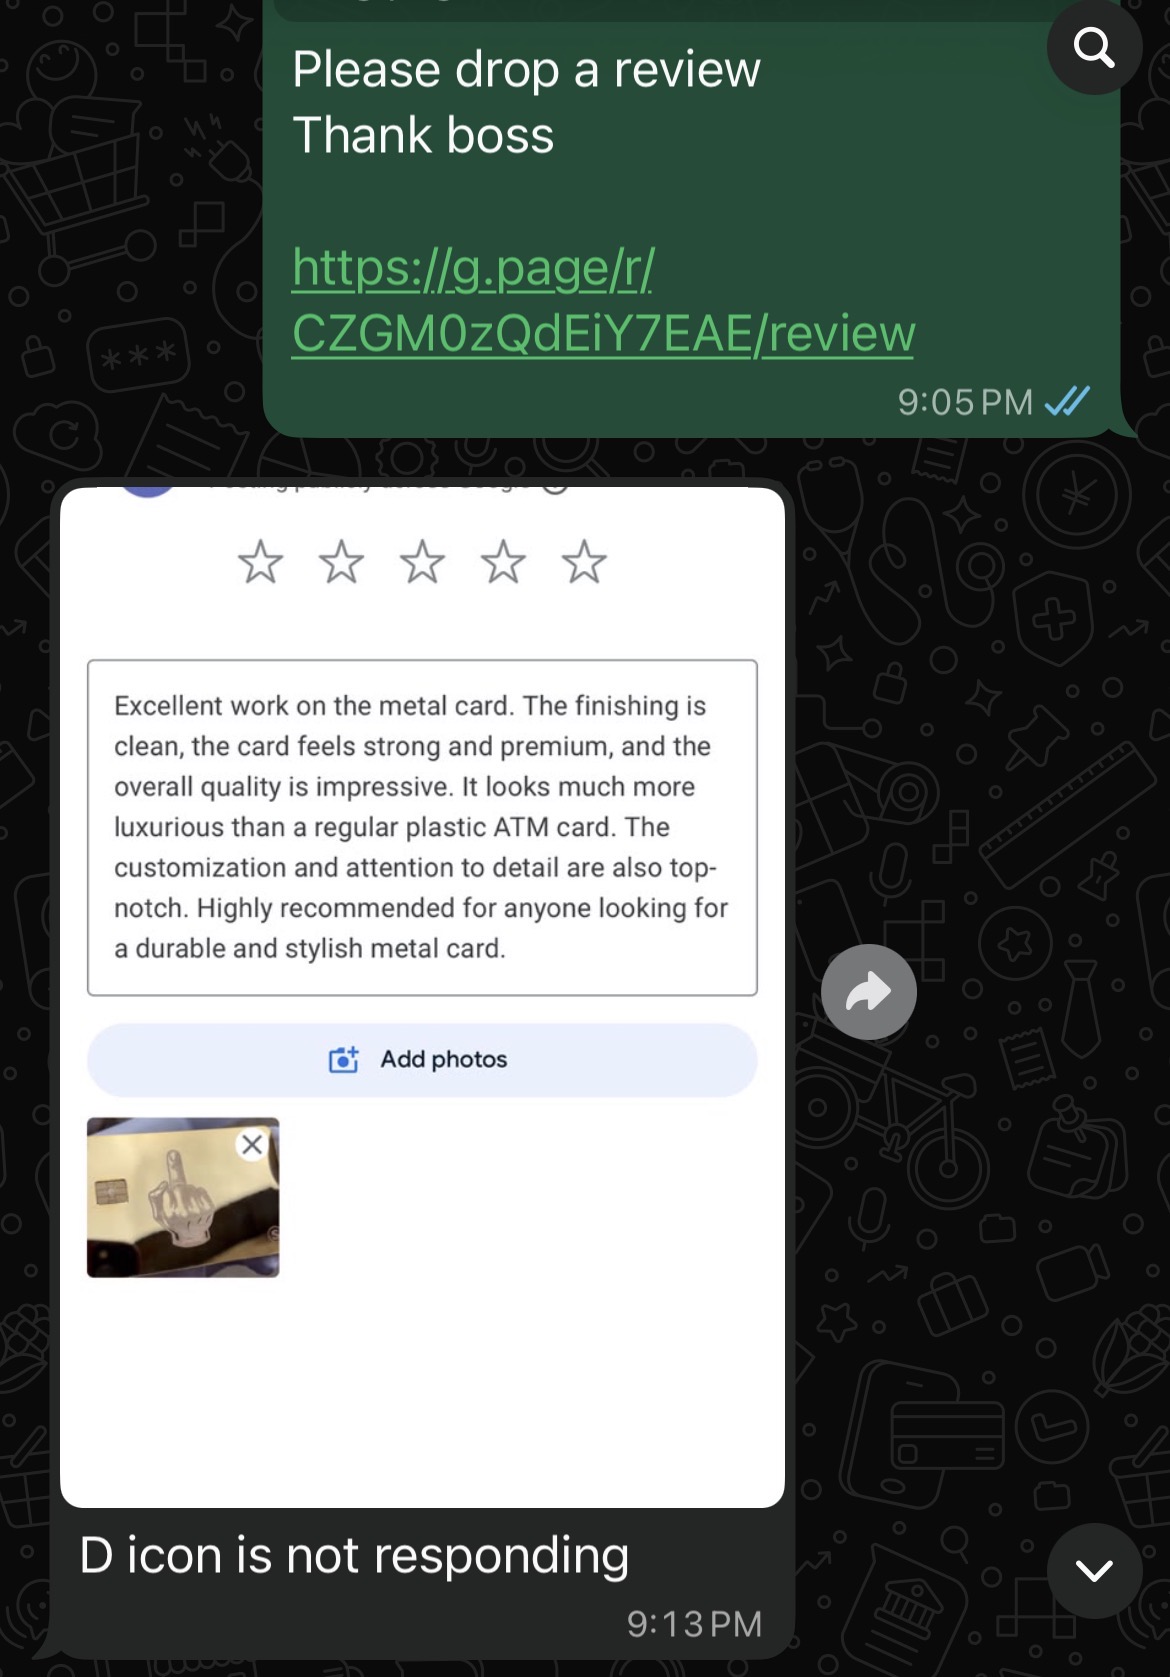 Please drop a review
Thank boss
https://g.page/r/
CZGM0zQdEiY7EAE/review
9:05 PM
Excellent work on the metal card. The finishing is
clean, the card feels strong and premium, and the
overall quality is impressive. It looks much more
luxurious than a regular plastic ATM card. The
customization and attention to detail are also top-
notch. Highly recommended for anyone looking for
a durable and stylish metal card.
Add photos
D icon is not responding
9:13 PM